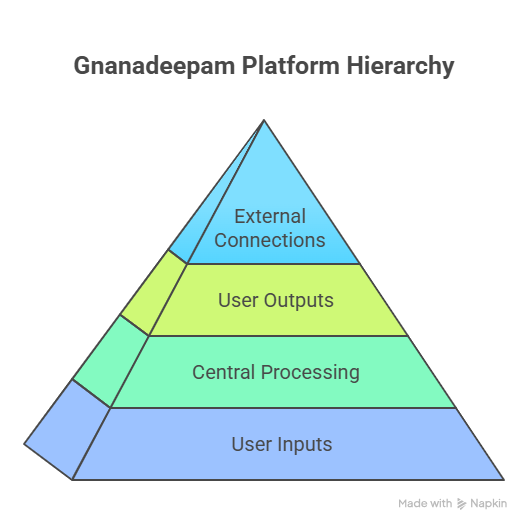 Gnanadeepam Platform Hierarchy
External
Connections
User Outputs
Central Processing
User Inputs
Made with Napkin